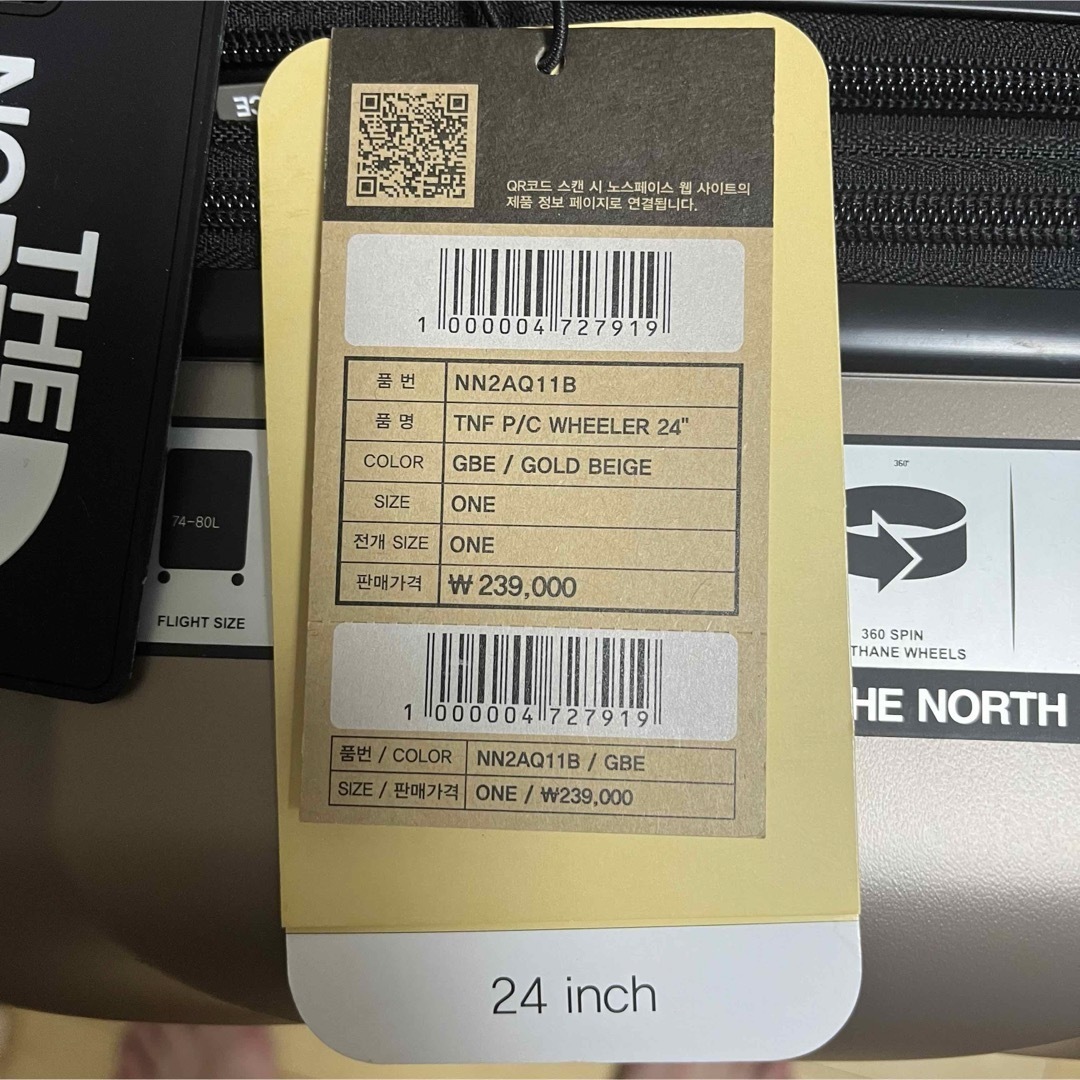 THE
NOR
CE
QR코드 스캔 시 노스페이스 웹 사이트의
제품 정보 페이지로 연결됩니다.
1 000004 727919
품 번 NN2AQ11B
품 명 TNF P/C WHEELER 24"
COLOR GBE / GOLD BEIGE
SIZE ONE
전개 SIZE ONE
판매가격 ₩ 239,000
1 000004 727919
품번 / COLOR NN2AQ11B / GBE
SIZE / 판매가격 ONE / ₩239,000
24 inch
74-80L
FLIGHT SIZE
360°
360 SPIN
THANE WHEELS
HE NORTH